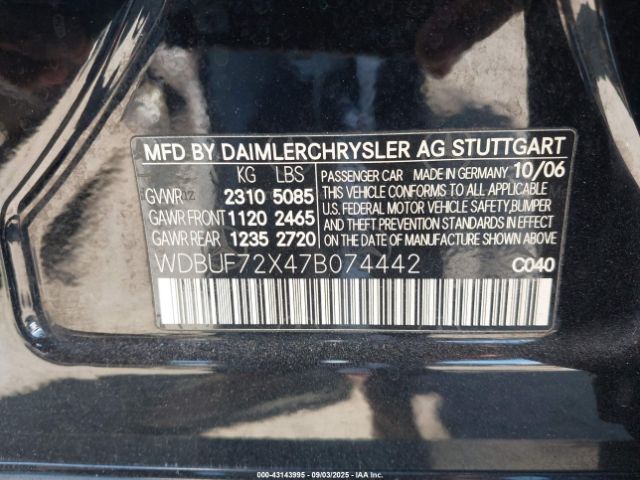 MFD BY DAIMLERCHRYSLER AG STUTTGART
KG LBS
GVWR 2310 5085
GAWR FRONT 1120 2465
GAWR REAR 1235 2720
PASSENGER CAR MADE IN GERMANY 10/06
THIS VEHICLE CONFORMS TO ALL APPLICABLE
U.S. FEDERAL MOTOR VEHICLE SAFETY,BUMPER
AND THEFT PREVENTION STANDARDS IN EFFECT
ON THE DATE OF MANUFACTURE SHOWN ABOVE
WDBUF72X47B074442
C040
000-43143995 - 09/03/2025 - IAAI.COM